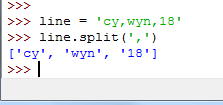 >>>
>>> line = 'cy,wyn,18'
>>> line.split(',')
['cy', 'wyn', '18']
>>>